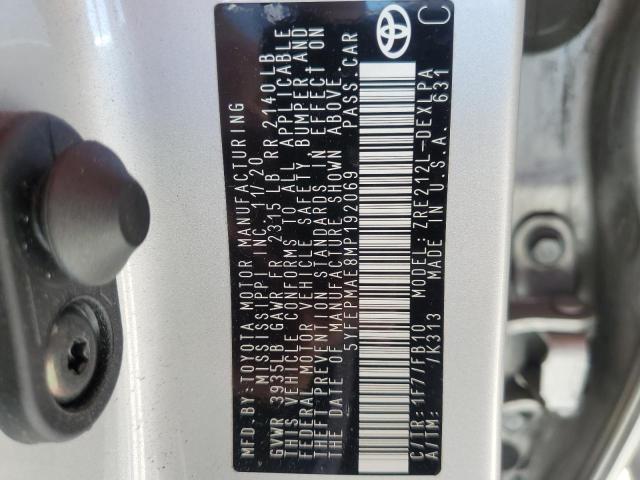 MFD.BY:TOYOTA MOTOR MANUFACTURING
MISSISSIPPI INC. 11/20
GVWR 3935LB GAWR FR 2315 LB RR 2140LB
THIS VEHICLE CONFORMS TO ALL APPLICABLE
FEDERAL MOTOR VEHICLE SAFETY, BUMPER, AND
THEFT PREVENTION STANDARDS IN EFFECT ON
THE DATE OF MANUFACTURE SHOWN ABOVE.
5YFEPMAE8MP192069 PASS.CAR
C/TR: 1F7/FB10 MODEL: ZRE212L-DEXLPA
A/TM: /K313 MADE IN U.S.A. 631
C